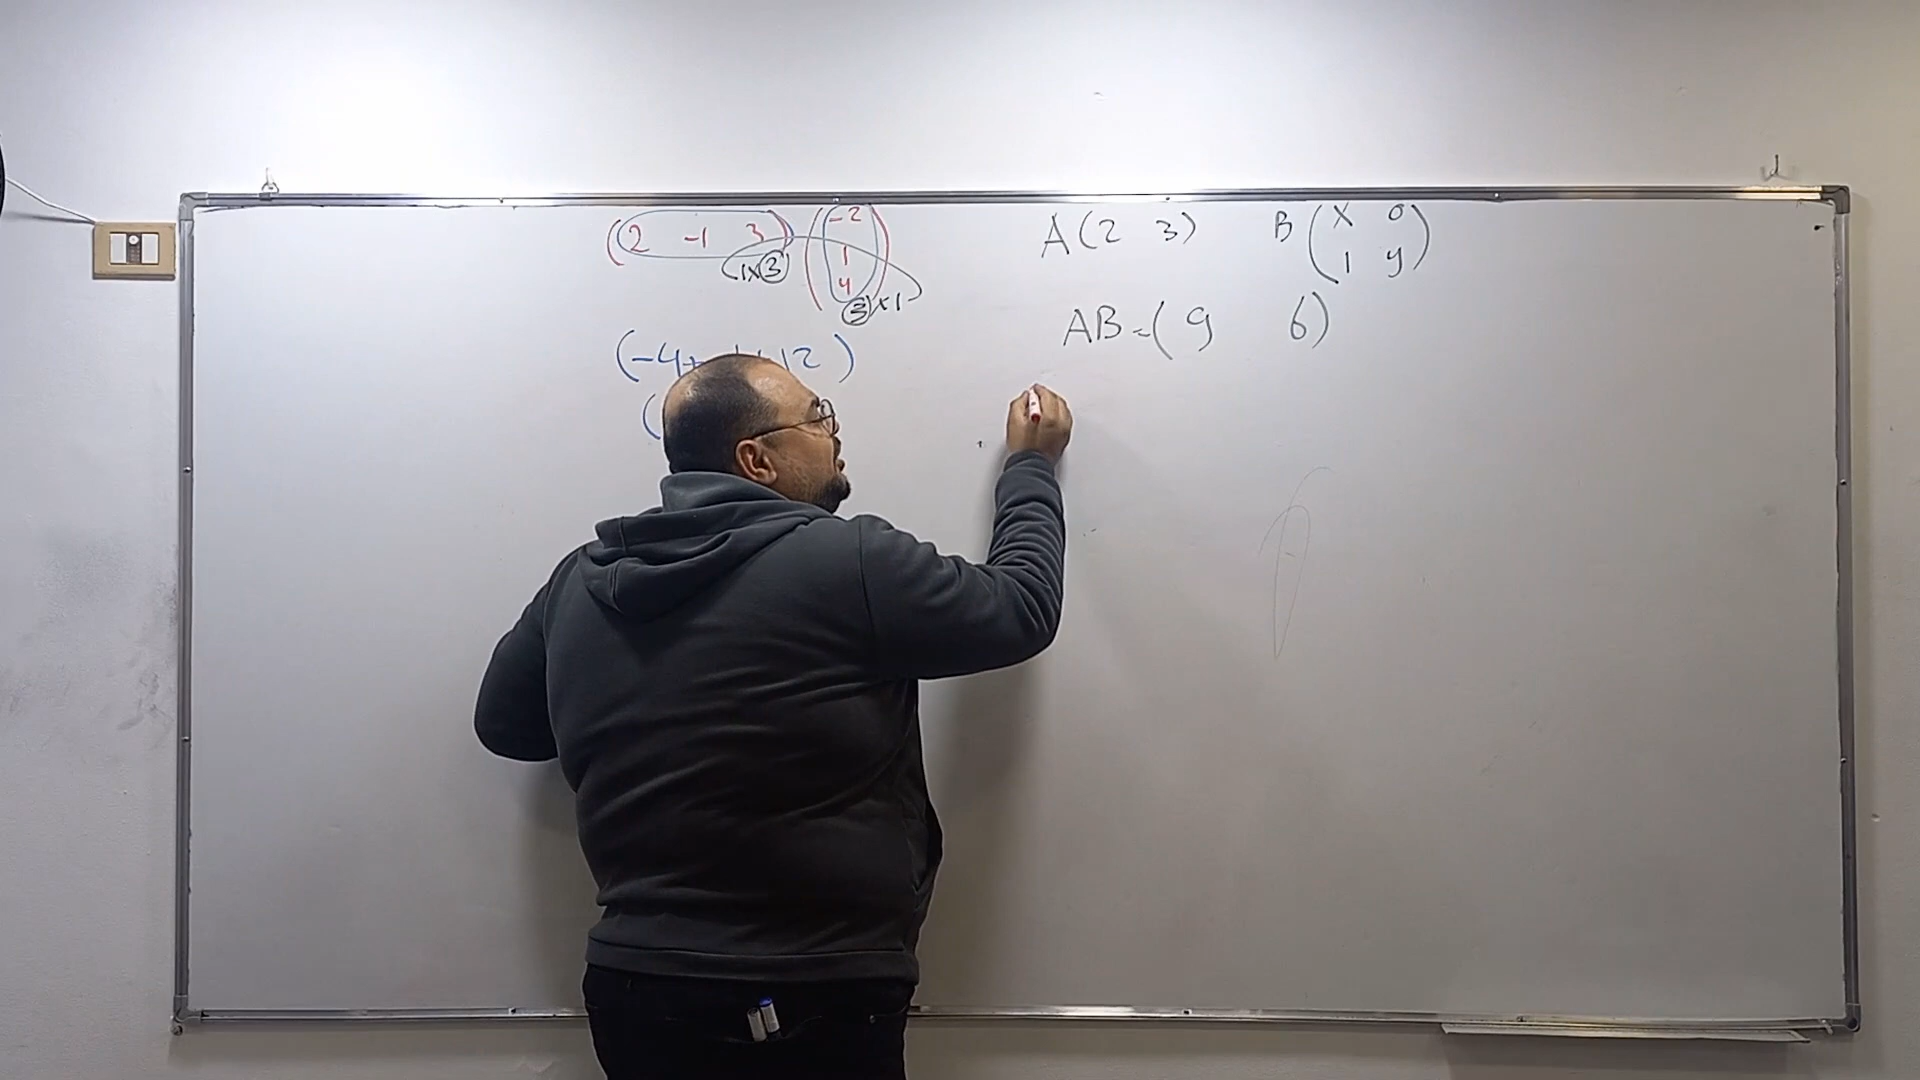 (2 -1 3) (-2
1
4)
1×3
3×1
(-4+ 12)
(
A(2 3) B(x 0
1 y)
AB=(9 6)